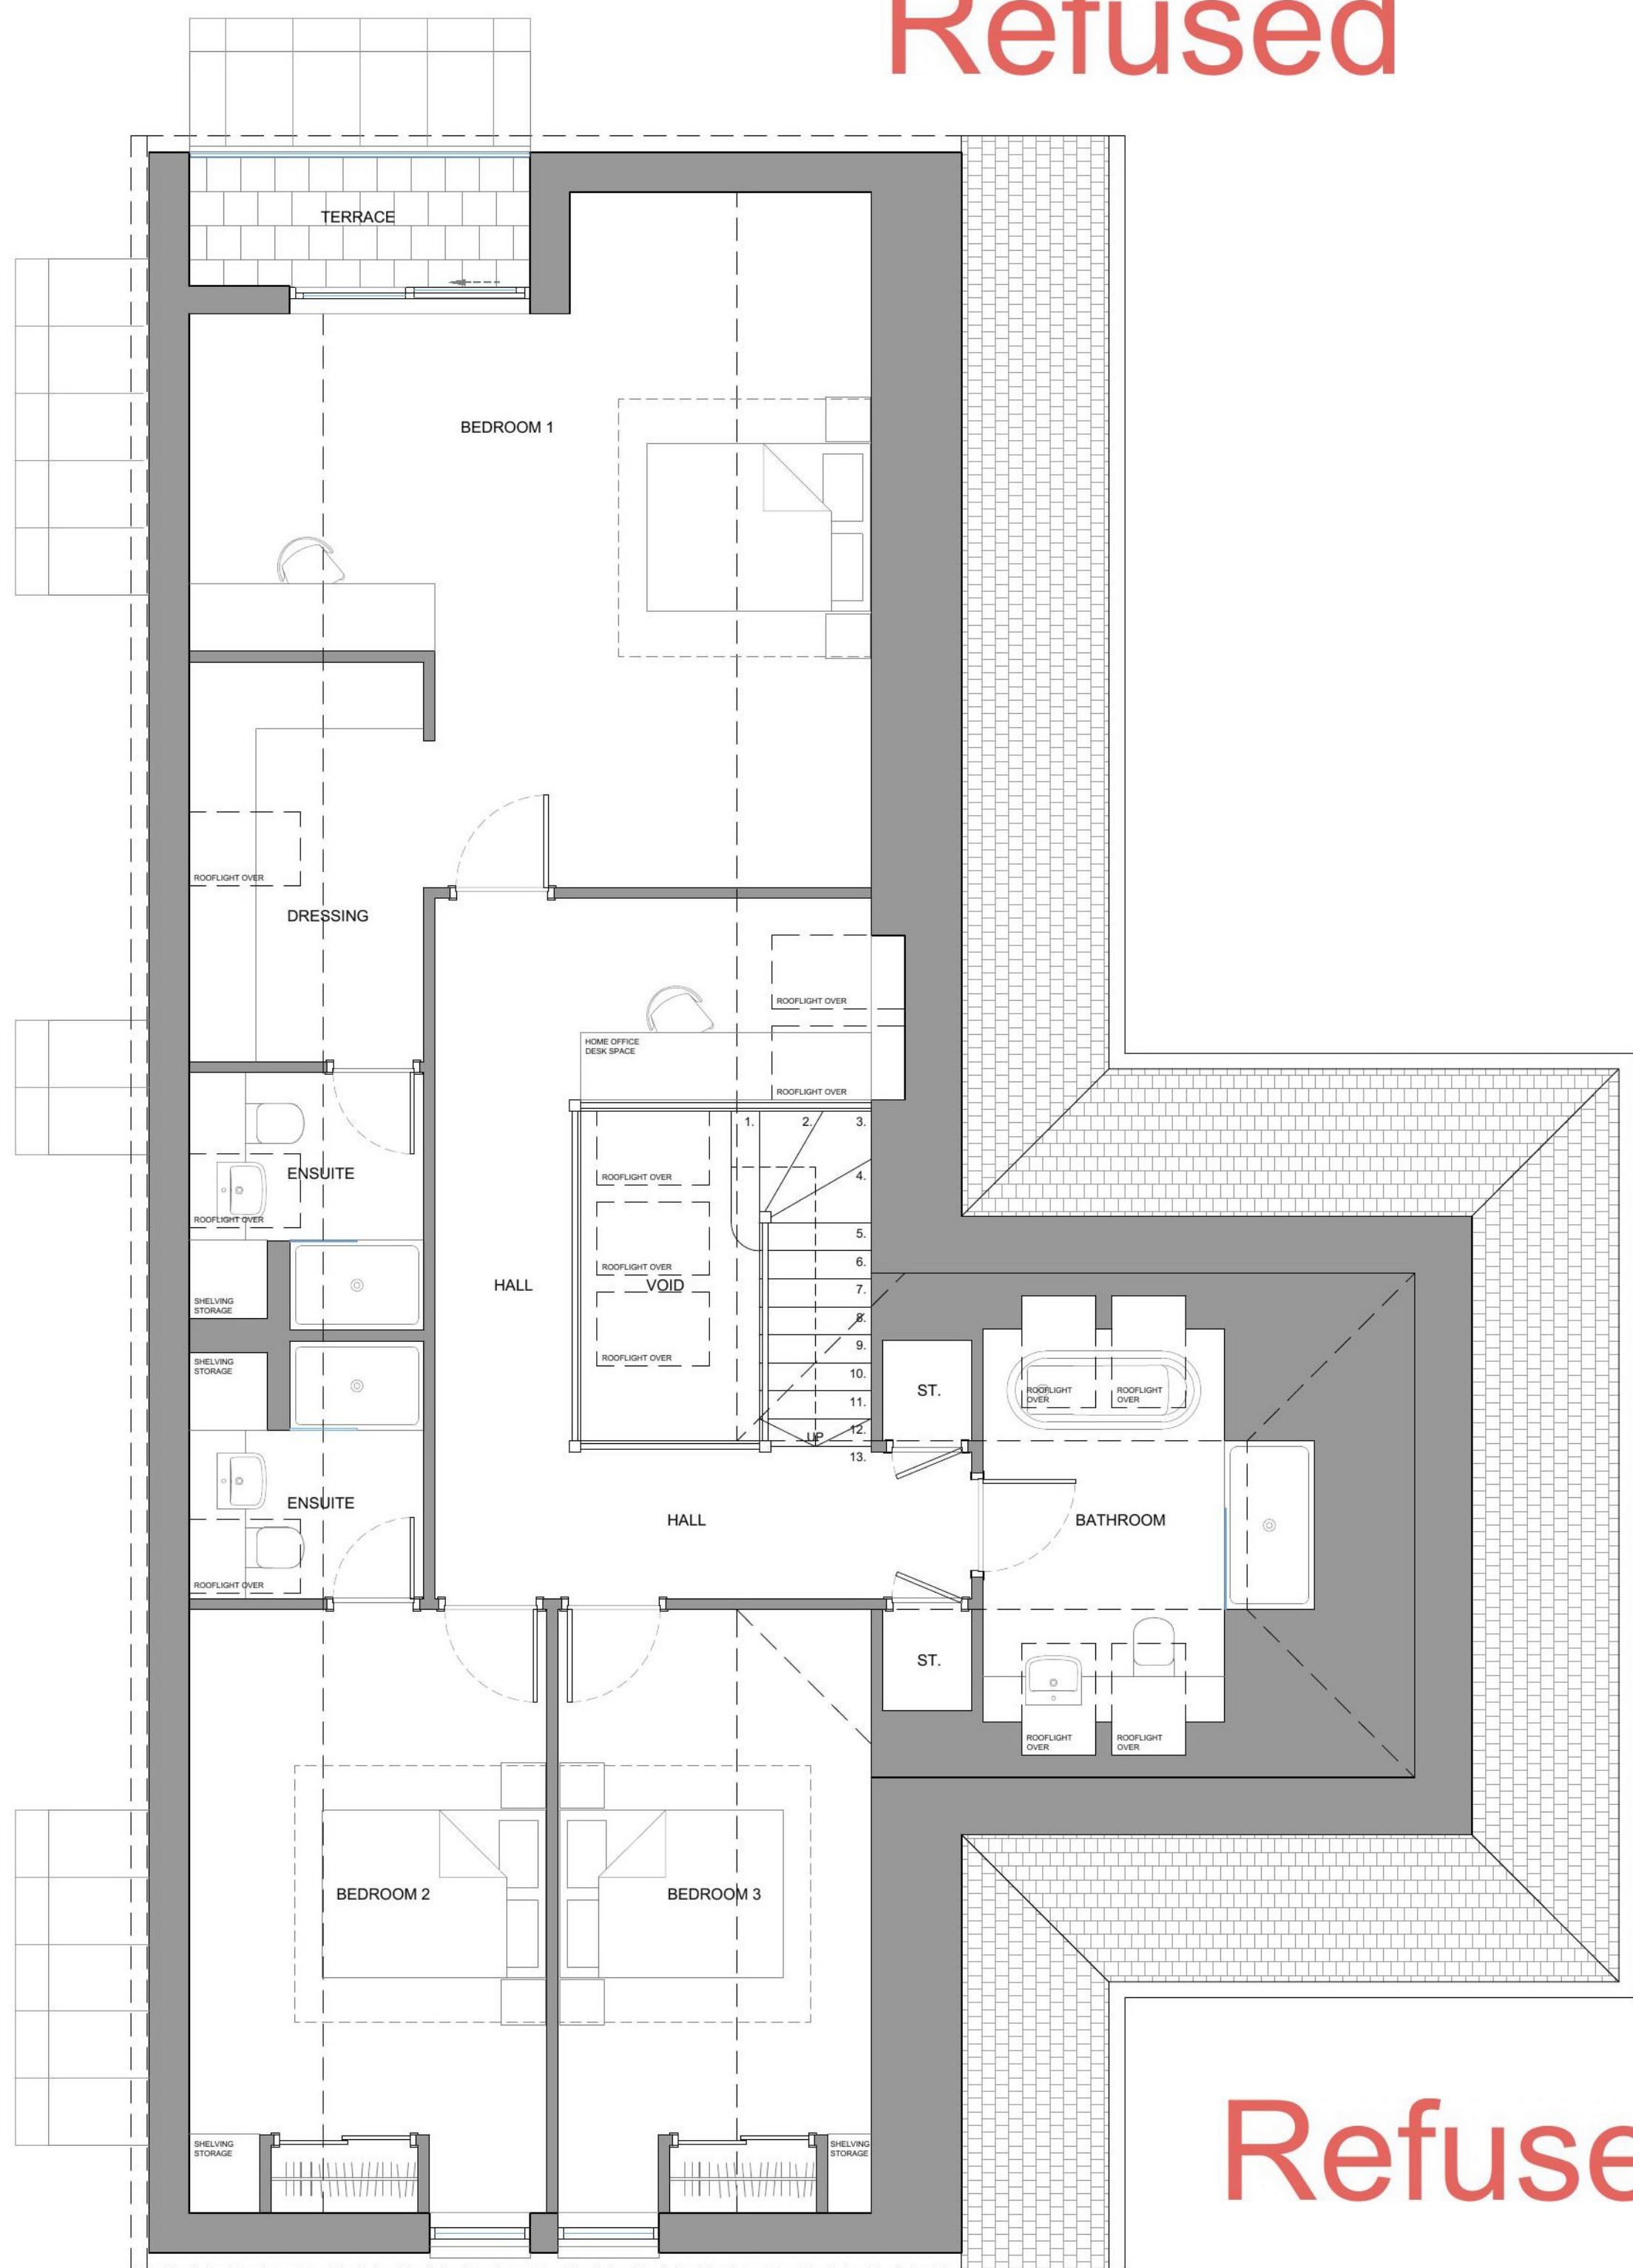 Refused
TERRACE
BEDROOM 1
ROOFLIGHT OVER
DRESSING
ROOFLIGHT OVER
HOME OFFICE
DESK SPACE
ROOFLIGHT OVER
1.
2.
3.
ROOFLIGHT OVER
4.
ENSUITE
ROOFLIGHT OVER
5.
6.
ROOFLIGHT OVER
HALL
VOID
7.
SHELVING
STORAGE
8.
9.
ROOFLIGHT OVER
SHELVING
STORAGE
10.
ST.
ROOFLIGHT
OVER
ROOFLIGHT
OVER
11.
12.
UP
13.
ENSUITE
HALL
BATHROOM
ROOFLIGHT OVER
ST.
ROOFLIGHT
OVER
ROOFLIGHT
OVER
BEDROOM 2
BEDROOM 3
SHELVING
STORAGE
SHELVING
STORAGE
Refuse